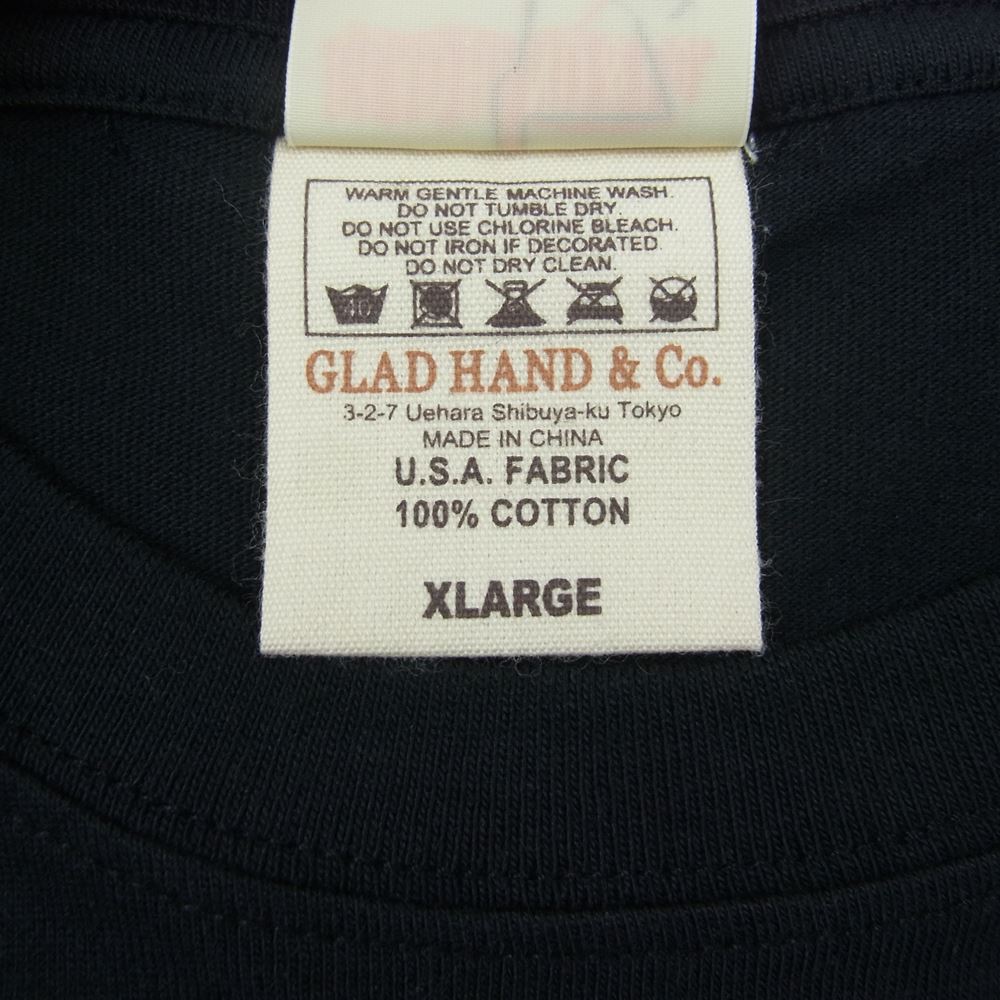 WARM GENTLE MACHINE WASH.
DO NOT TUMBLE DRY.
DO NOT USE CHLORINE BLEACH.
DO NOT IRON IF DECORATED.
DO NOT DRY CLEAN.
40
GLAD HAND & Co.
3-2-7 Uehara Shibuya-ku Tokyo
MADE IN CHINA
U.S.A. FABRIC
100% COTTON
XLARGE